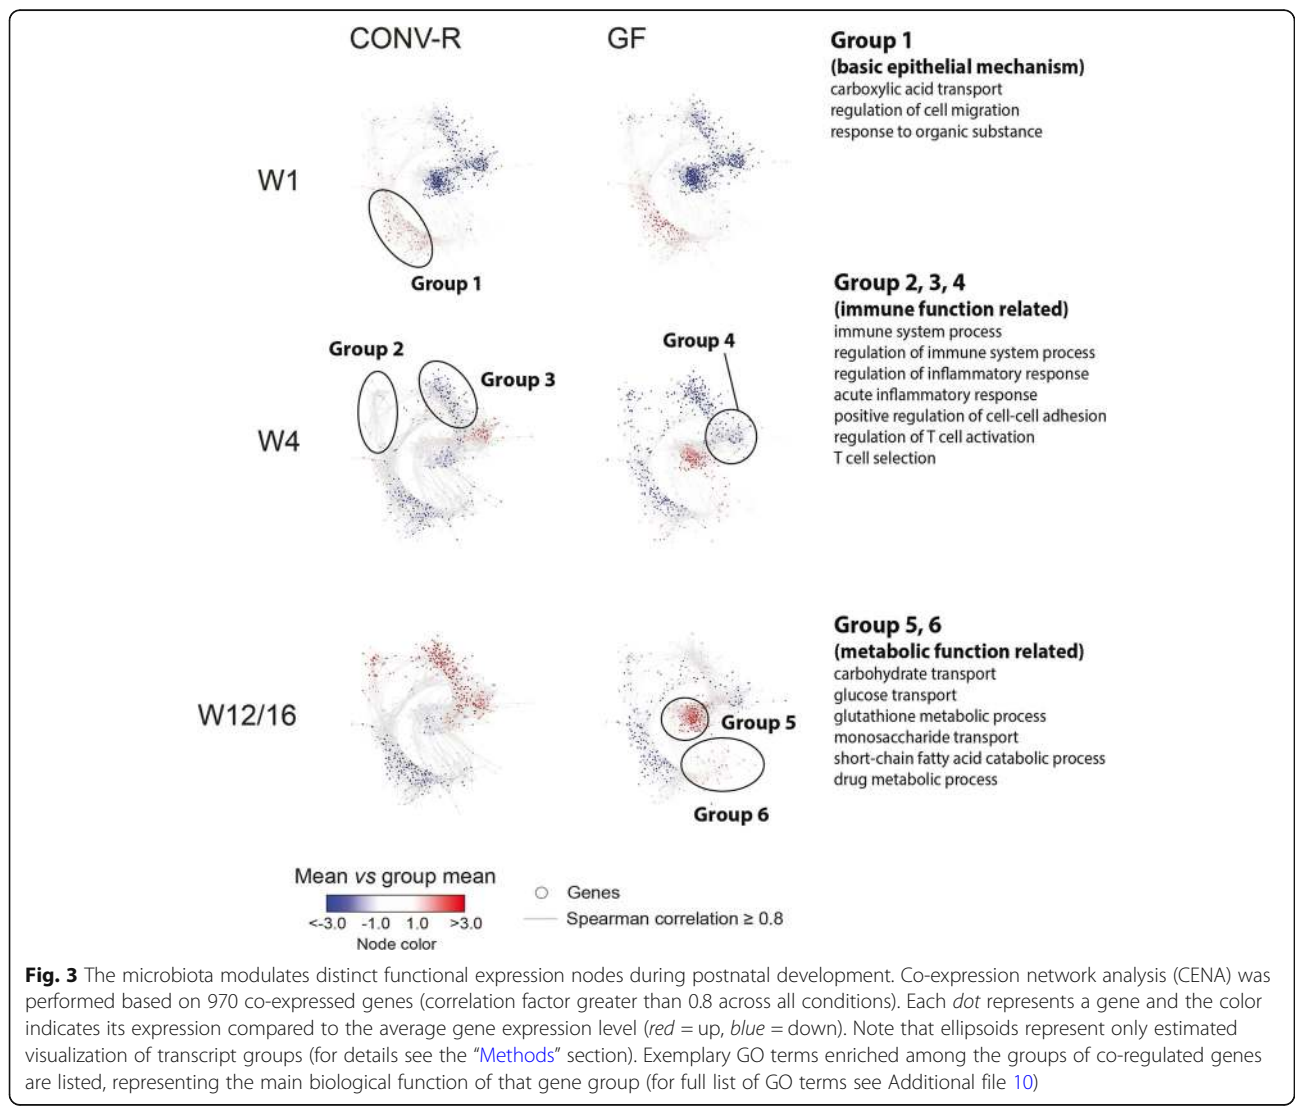 CONV-R
GF
Group 1
(basic epithelial mechanism)
carboxylic acid transport
regulation of cell migration
response to organic substance
W1
Group 1
Group 2, 3, 4
(immune function related)
immune system process
regulation of immune system process
regulation of inflammatory response
acute inflammatory response
positive regulation of cell-cell adhesion
regulation of T cell activation
T cell selection
Group 2
Group 3
Group 4
W4
Group 5, 6
(metabolic function related)
carbohydrate transport
glucose transport
glutathione metabolic process
monosaccharide transport
short-chain fatty acid catabolic process
drug metabolic process
W12/16
Group 5
Group 6
Mean vs group mean
<-3.0 -1.0 1.0 >3.0
Node color
Genes
Spearman correlation ≥ 0.8
Fig. 3 The microbiota modulates distinct functional expression nodes during postnatal development. Co-expression network analysis (CENA) was
performed based on 970 co-expressed genes (correlation factor greater than 0.8 across all conditions). Each dot represents a gene and the color
indicates its expression compared to the average gene expression level (red = up, blue = down). Note that ellipsoids represent only estimated
visualization of transcript groups (for details see the “Methods” section). Exemplary GO terms enriched among the groups of co-regulated genes
are listed, representing the main biological function of that gene group (for full list of GO terms see Additional file 10)